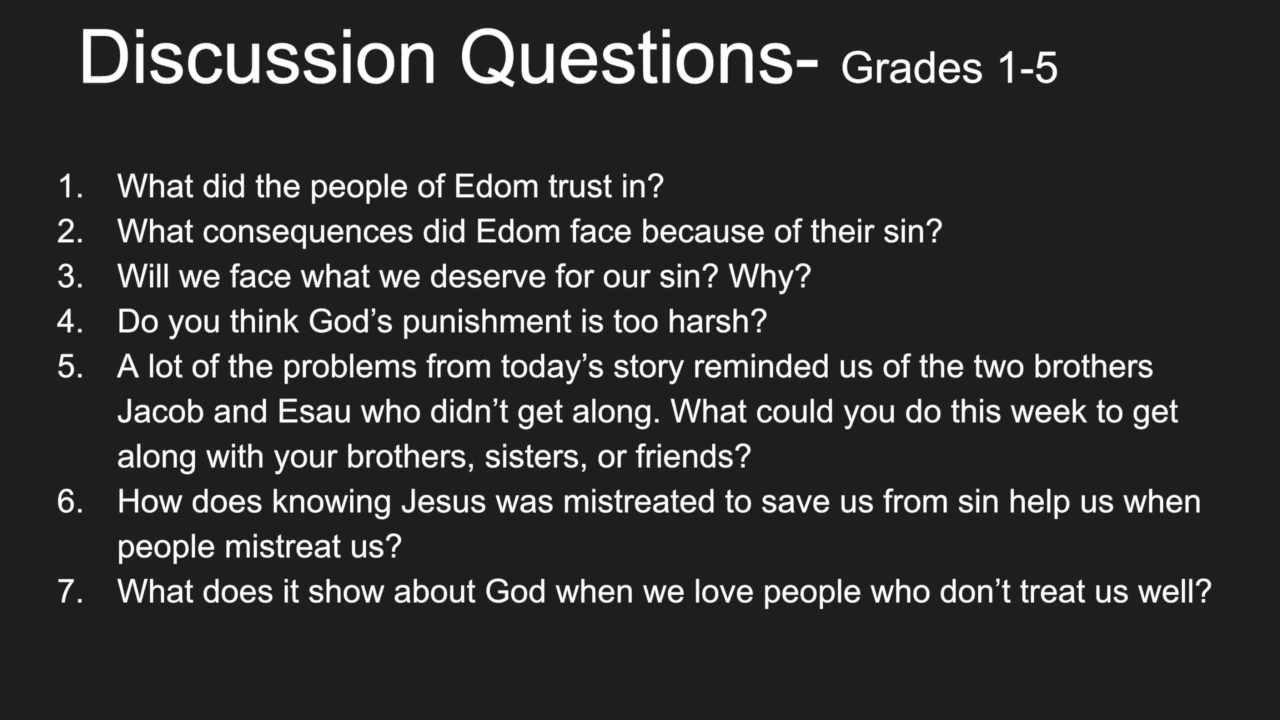 Discussion Questions- Grades 1-5
1. What did the people of Edom trust in?
2. What consequences did Edom face because of their sin?
3. Will we face what we deserve for our sin? Why?
4. Do you think God’s punishment is too harsh?
5. A lot of the problems from today’s story reminded us of the two brothers
Jacob and Esau who didn’t get along. What could you do this week to get
along with your brothers, sisters, or friends?
6. How does knowing Jesus was mistreated to save us from sin help us when
people mistreat us?
7. What does it show about God when we love people who don’t treat us well?